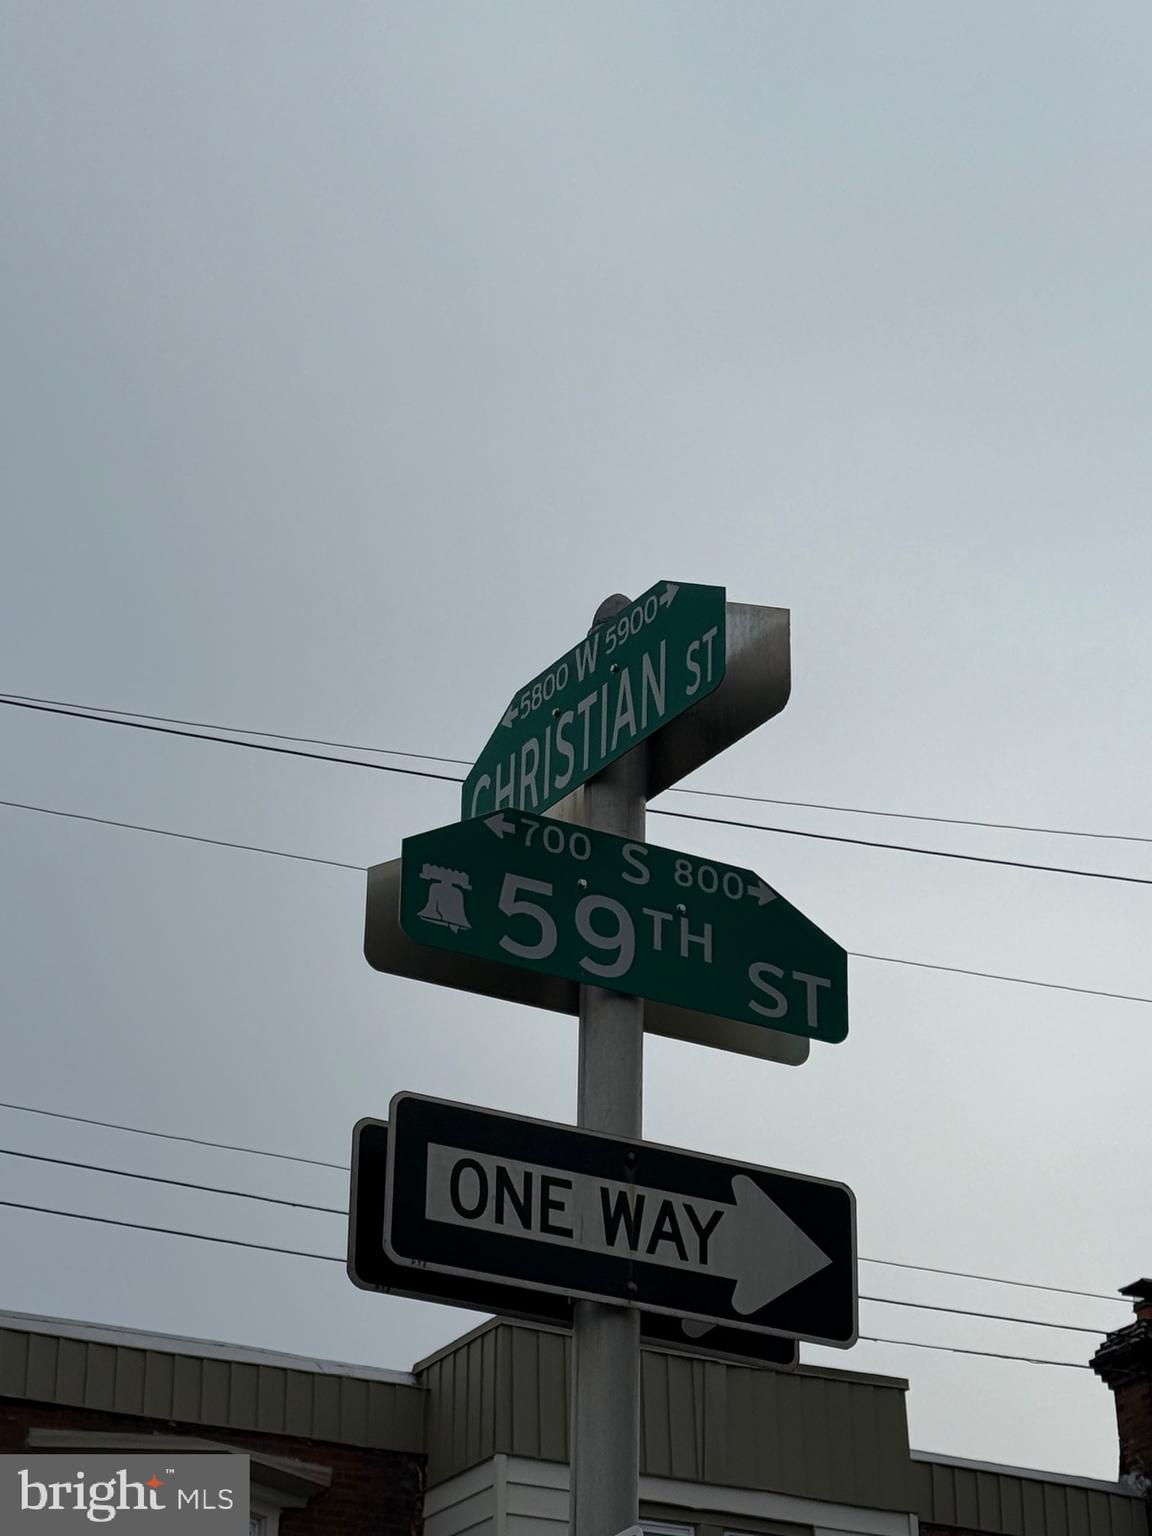 5800 W 5900
CHRISTIAN ST
700 S 800
59TH ST
ONE WAY
bright MLS